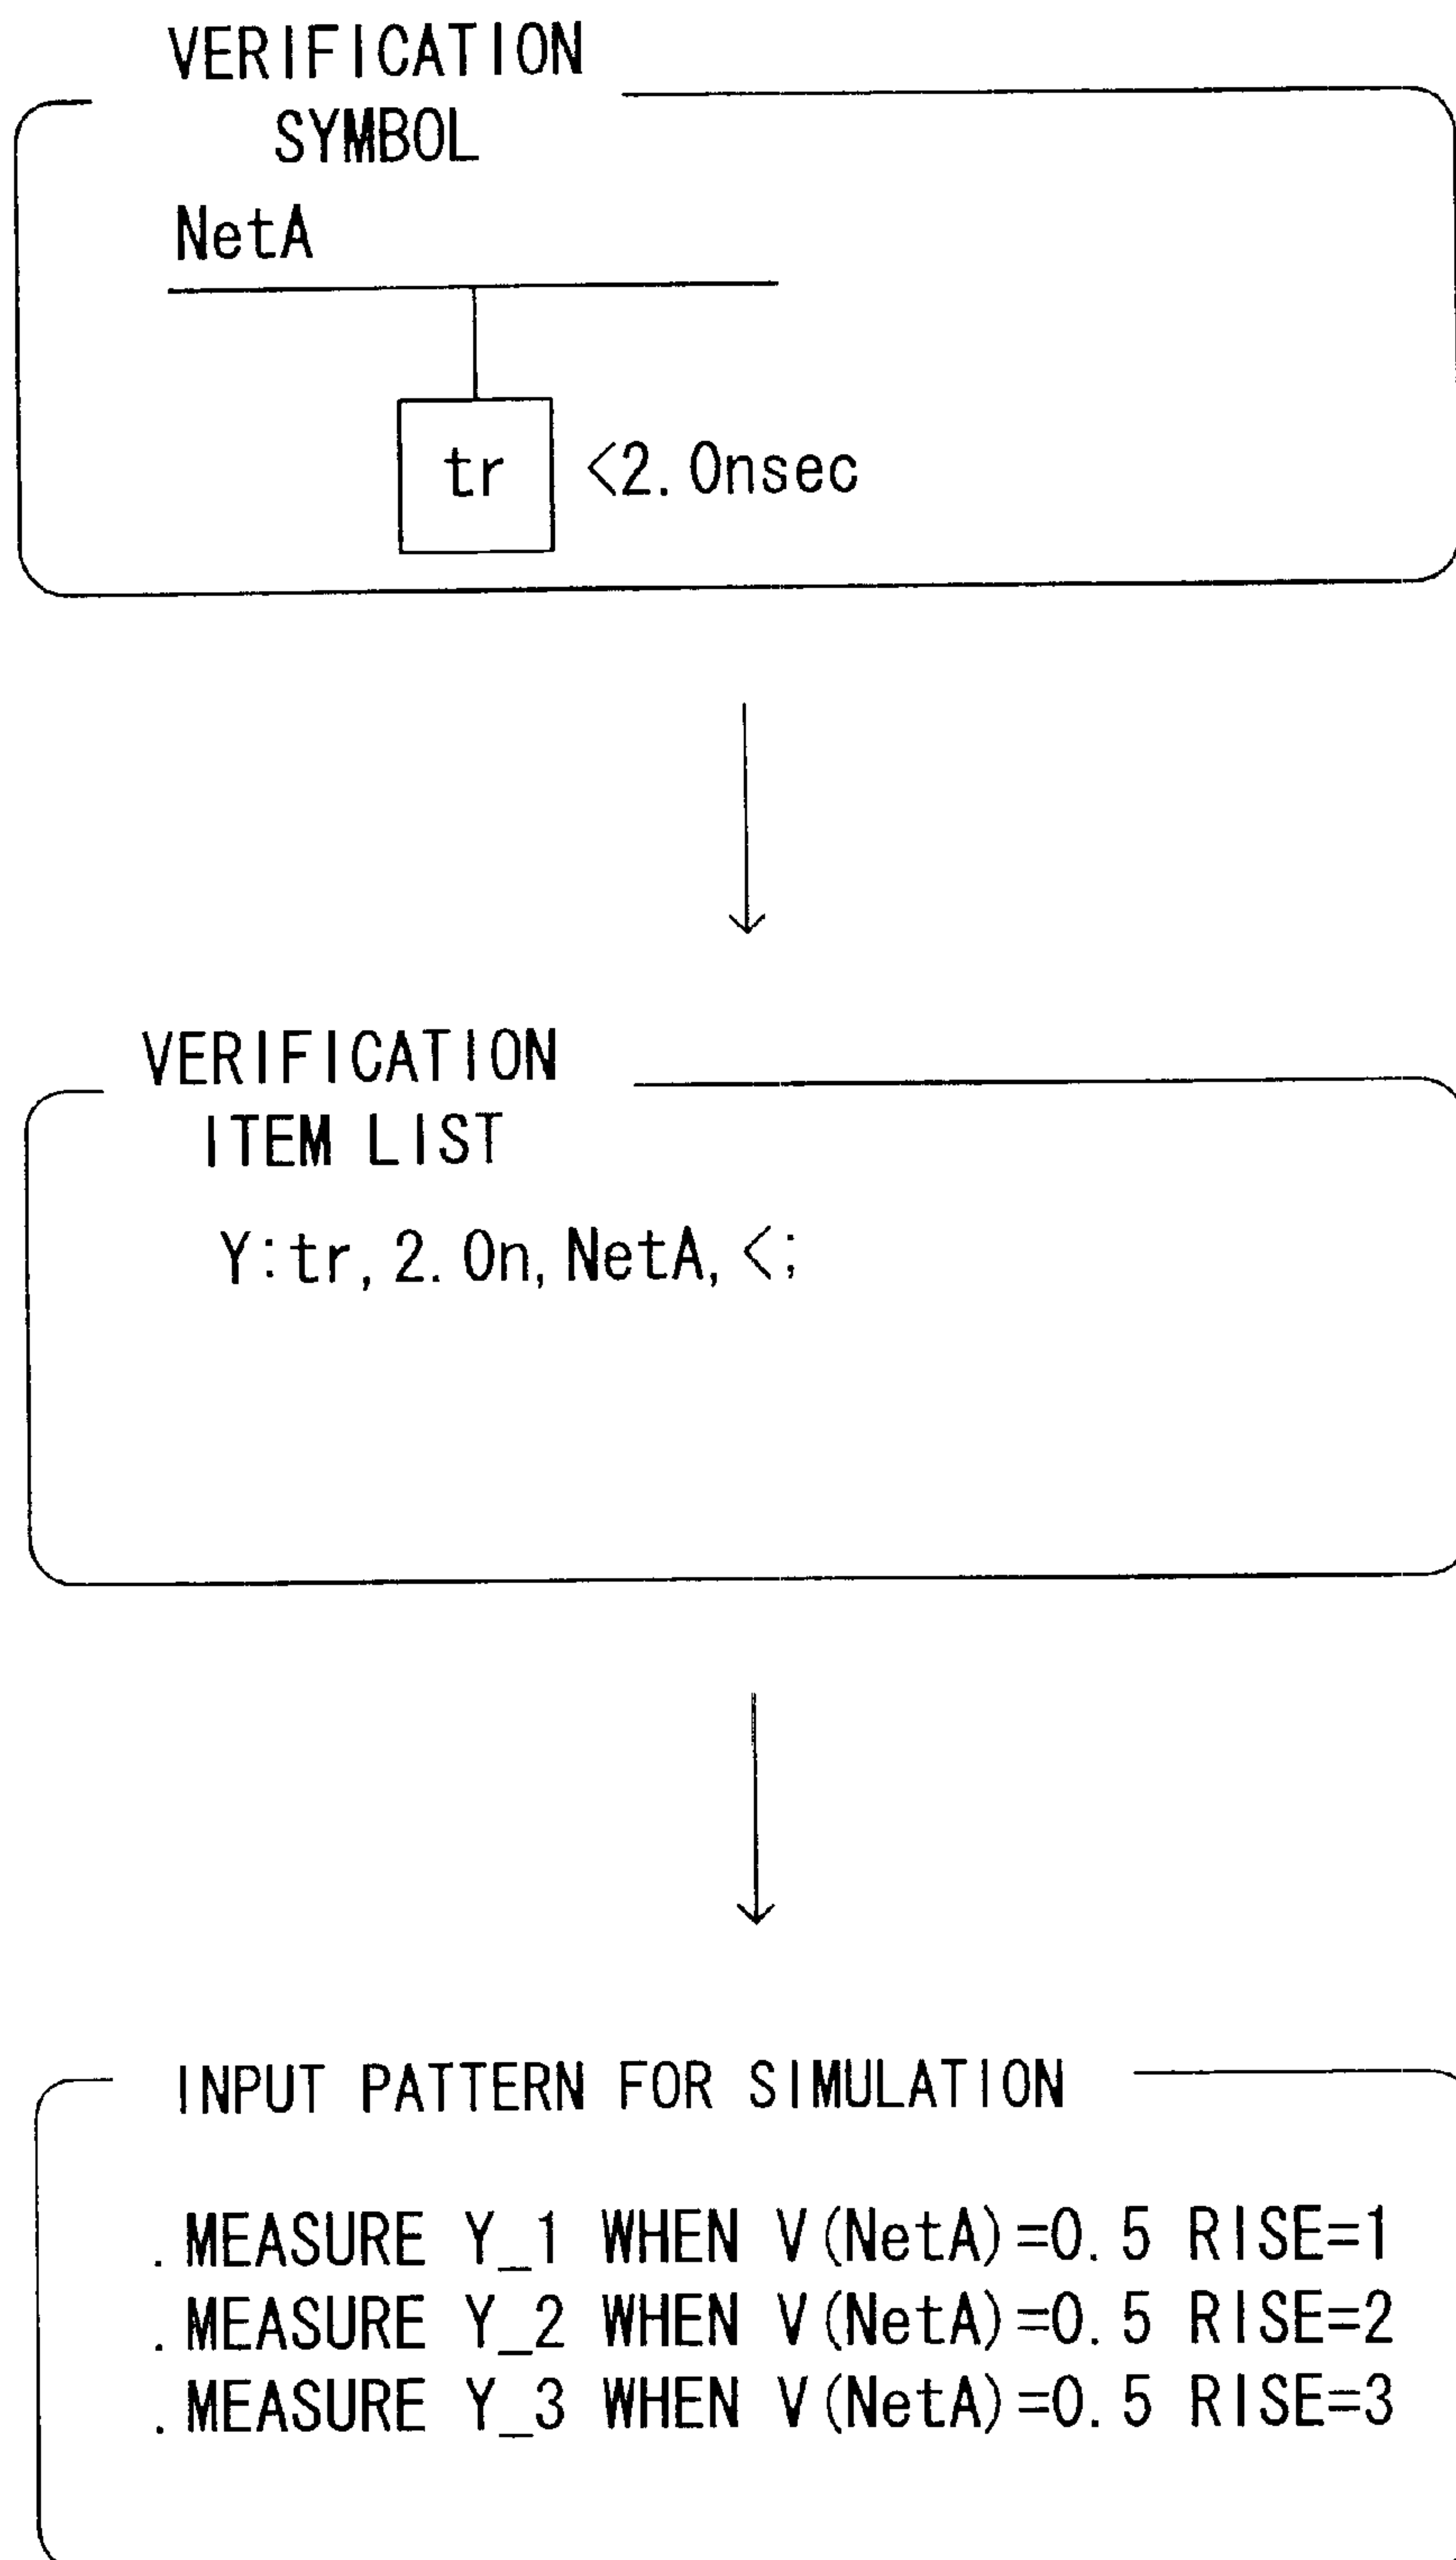 VERIFICATION
SYMBOL
NetA
tr <2.0nsec
VERIFICATION
ITEM LIST
Y:tr, 2.0n, NetA, <;
INPUT PATTERN FOR SIMULATION
.MEASURE Y_1 WHEN V(NetA)=0.5 RISE=1
.MEASURE Y_2 WHEN V(NetA)=0.5 RISE=2
.MEASURE Y_3 WHEN V(NetA)=0.5 RISE=3